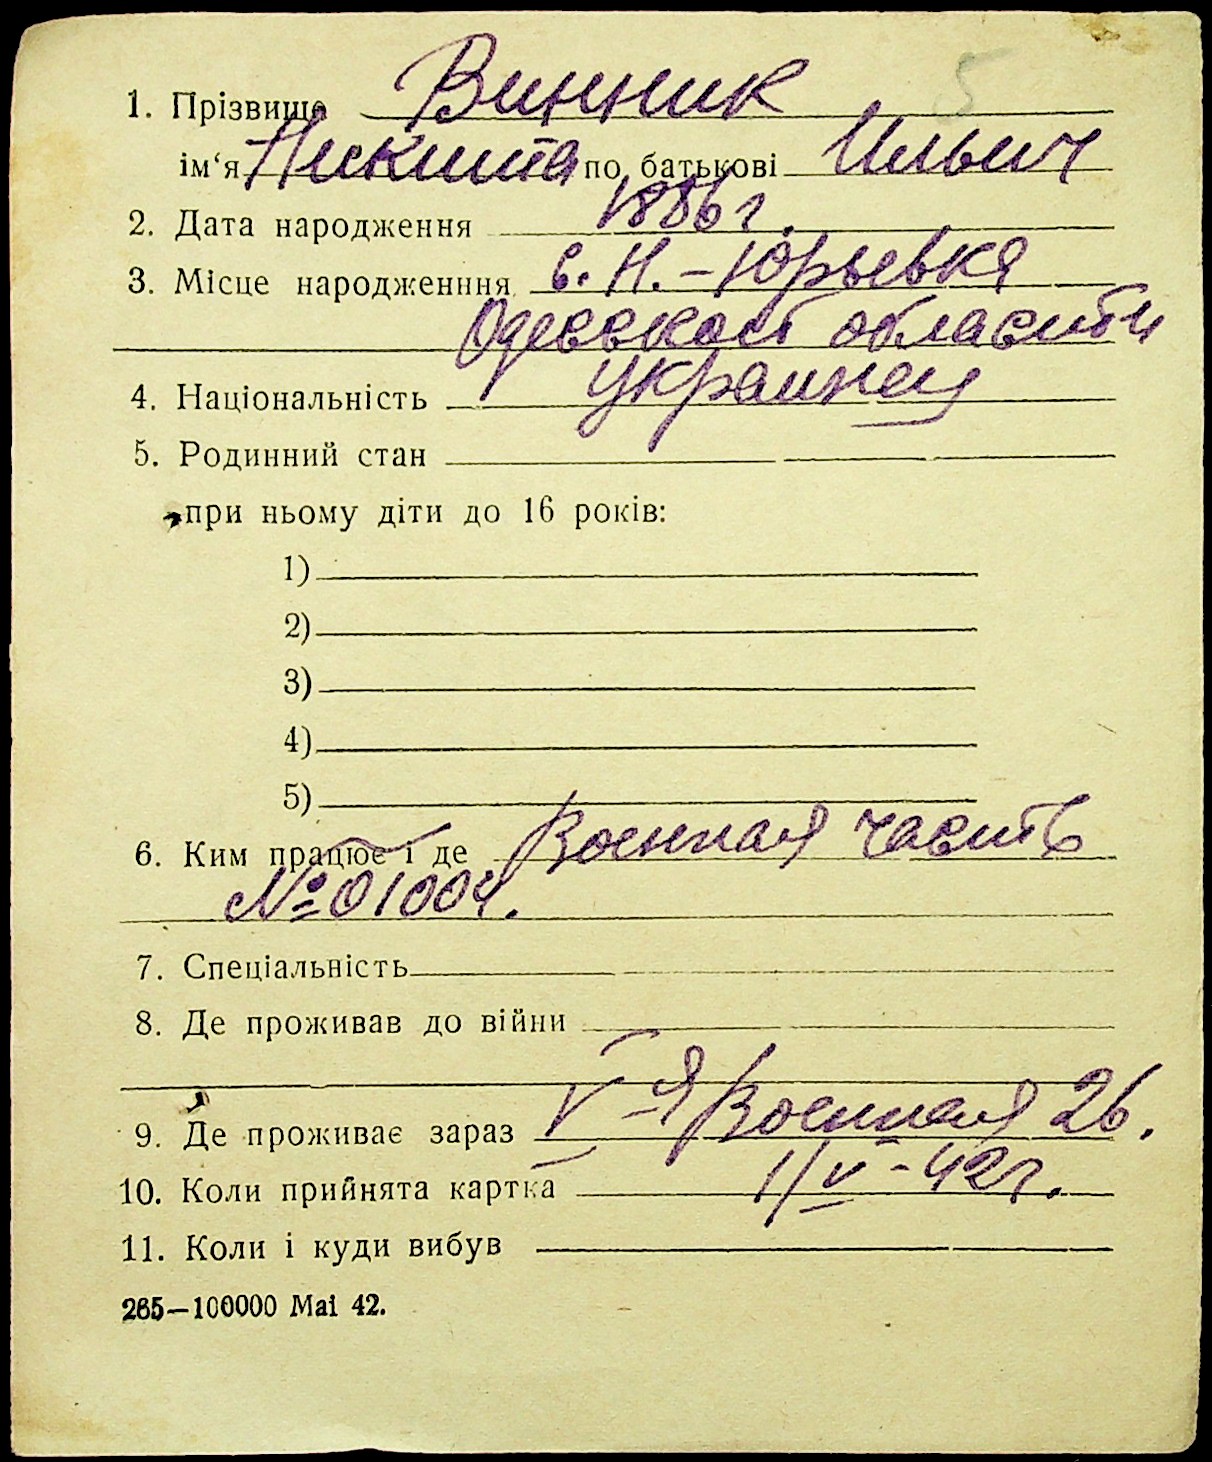 5
1. Прізвище Винник
ім‘я Никита по батькові Ильич
2. Дата народження 1886 г.
3. Місце народженння с. Н.-Юрьевка
Одесской области
4. Національність украинец
5. Родинний стан
при ньому діти до 16 років:
1)
2)
3)
4)
5)
6. Ким працює і де Военная часть
№ 01004.
7. Спеціальність
8. Де проживав до війни
9. Де проживає зараз V-я Военная 26.
10. Коли прийнята картка 1/V-42 г.
11. Коли і куди вибув
265—100000 Mai 42.